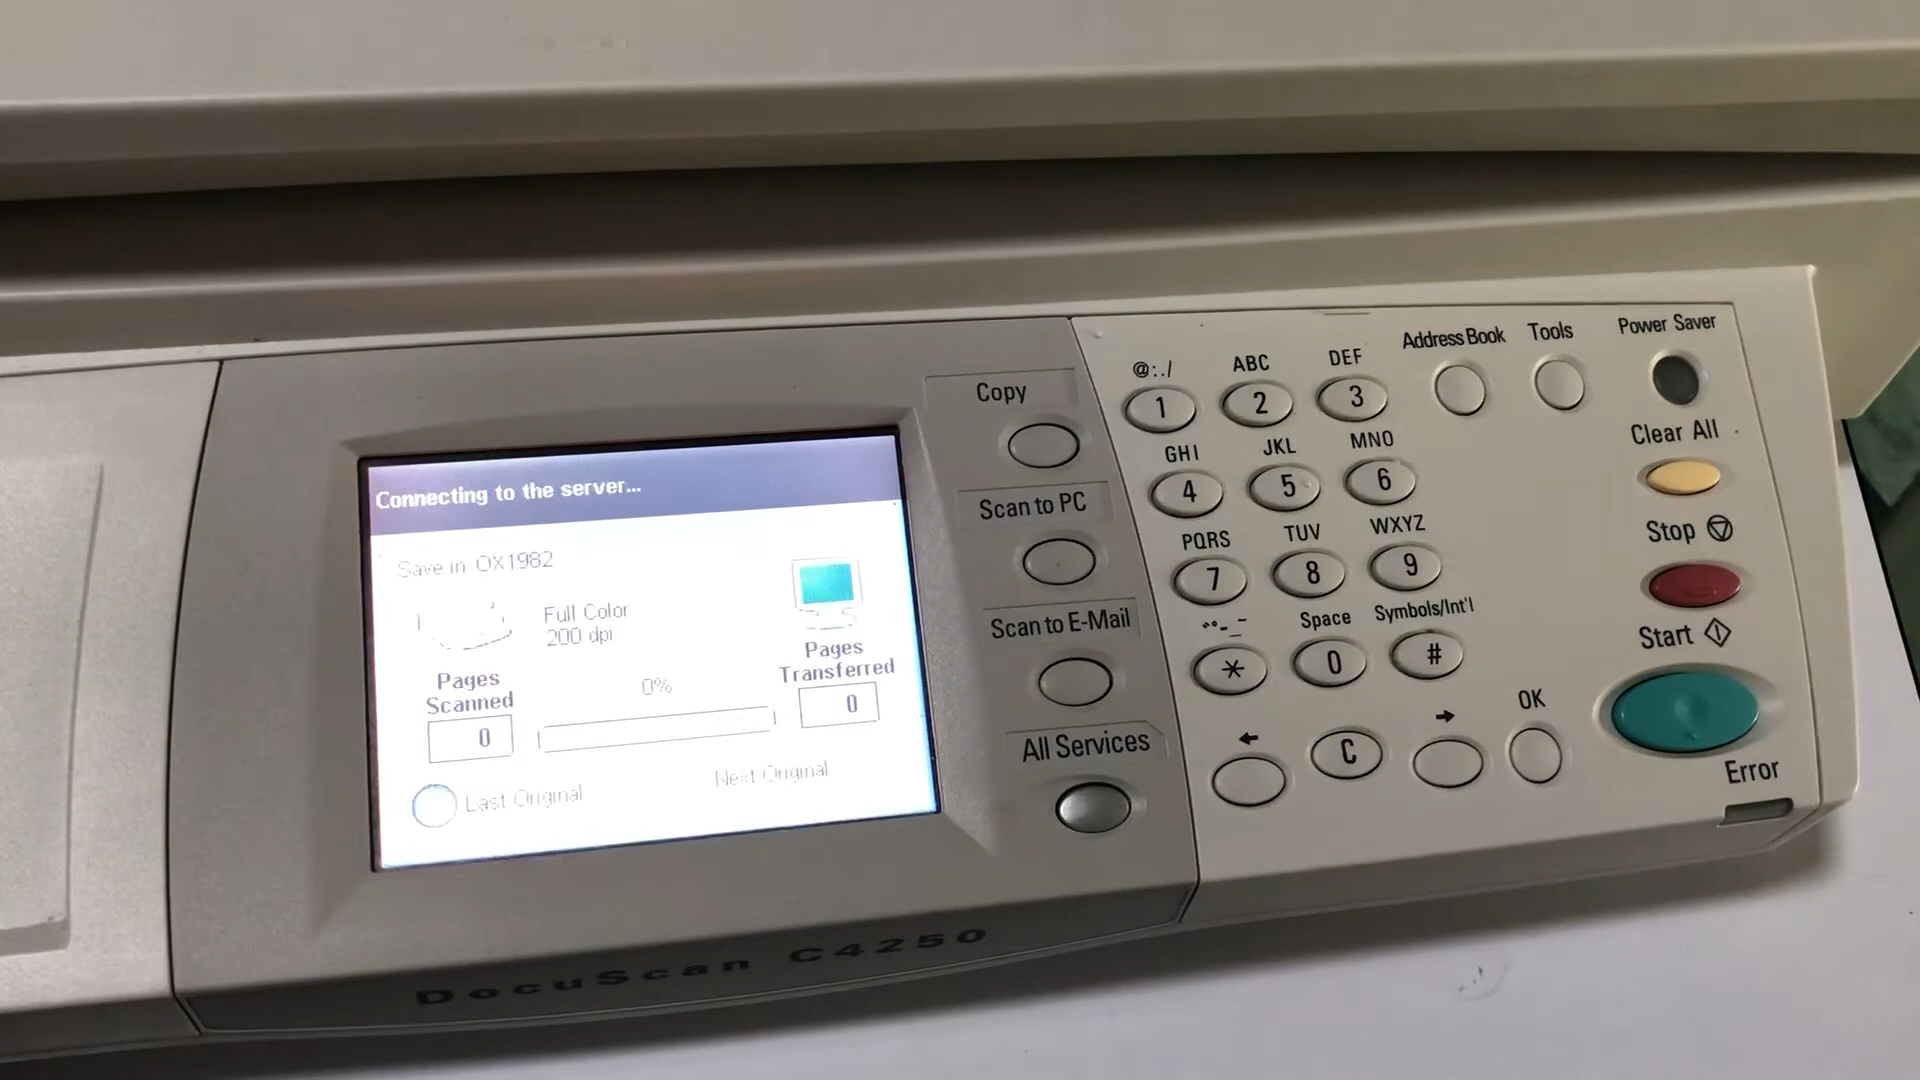 Connecting to the server...
Save in OX1982
Full Color
200 dpi
Pages
Scanned
0
0%
Pages
Transferred
0
Last Original
Next Original
DocuScan C4250
Copy
Scan to PC
Scan to E-Mail
All Services
@:./
ABC
DEF
1
2
3
GHI
JKL
MNO
4
5
6
PQRS
TUV
WXYZ
7
8
9
Space
Symbols/Int'l
*
0
#
←
C
→
OK
Address Book
Tools
Power Saver
Clear All
Stop
Start
Error